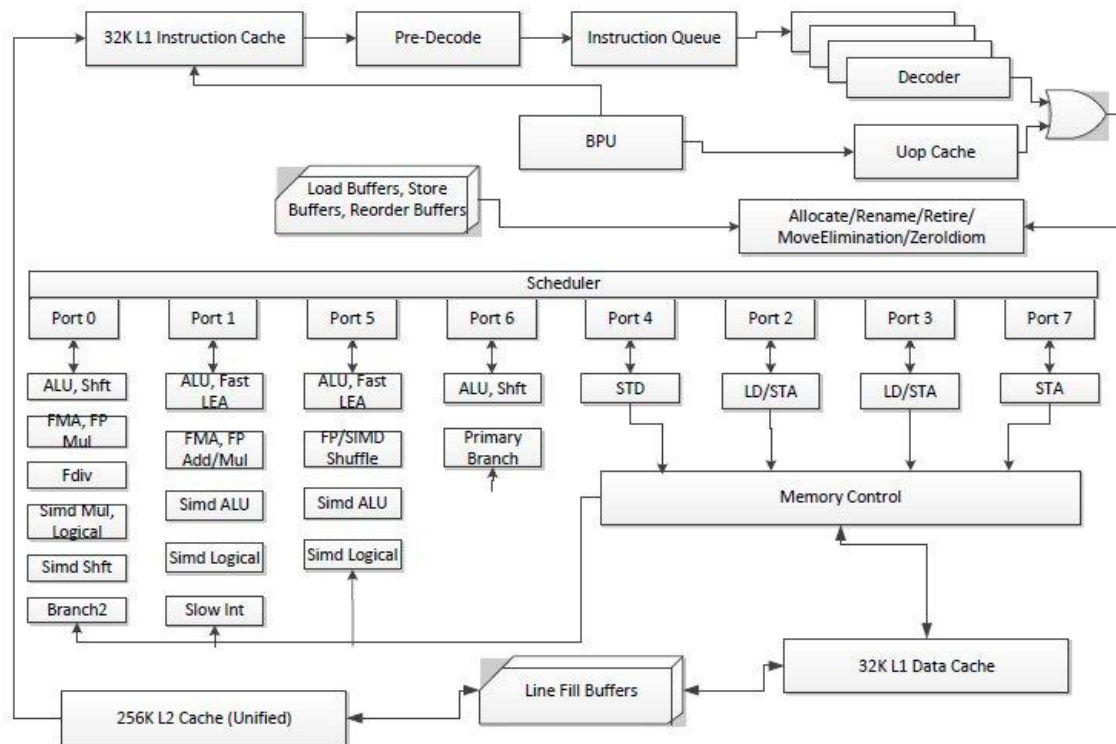 32K L1 Instruction Cache
Pre-Decode
Instruction Queue
Decoder
BPU
Uop Cache
Load Buffers, Store
Buffers, Reorder Buffers
Allocate/Rename/Retire/
MoveElimination/ZeroIdiom
Scheduler
Port 0
Port 1
Port 5
Port 6
Port 4
Port 2
Port 3
Port 7
ALU, Shft
ALU, Fast
LEA
ALU, Fast
LEA
ALU, Shft
STD
LD/STA
LD/STA
STA
FMA, FP
Mul
FMA, FP
Add/Mul
FP/SIMD
Shuffle
Primary
Branch
Fdiv
Simd ALU
Simd ALU
Memory Control
Simd Mul,
Logical
Simd Logical
Simd Logical
Simd Shft
Branch2
Slow Int
32K L1 Data Cache
Line Fill Buffers
256K L2 Cache (Unified)